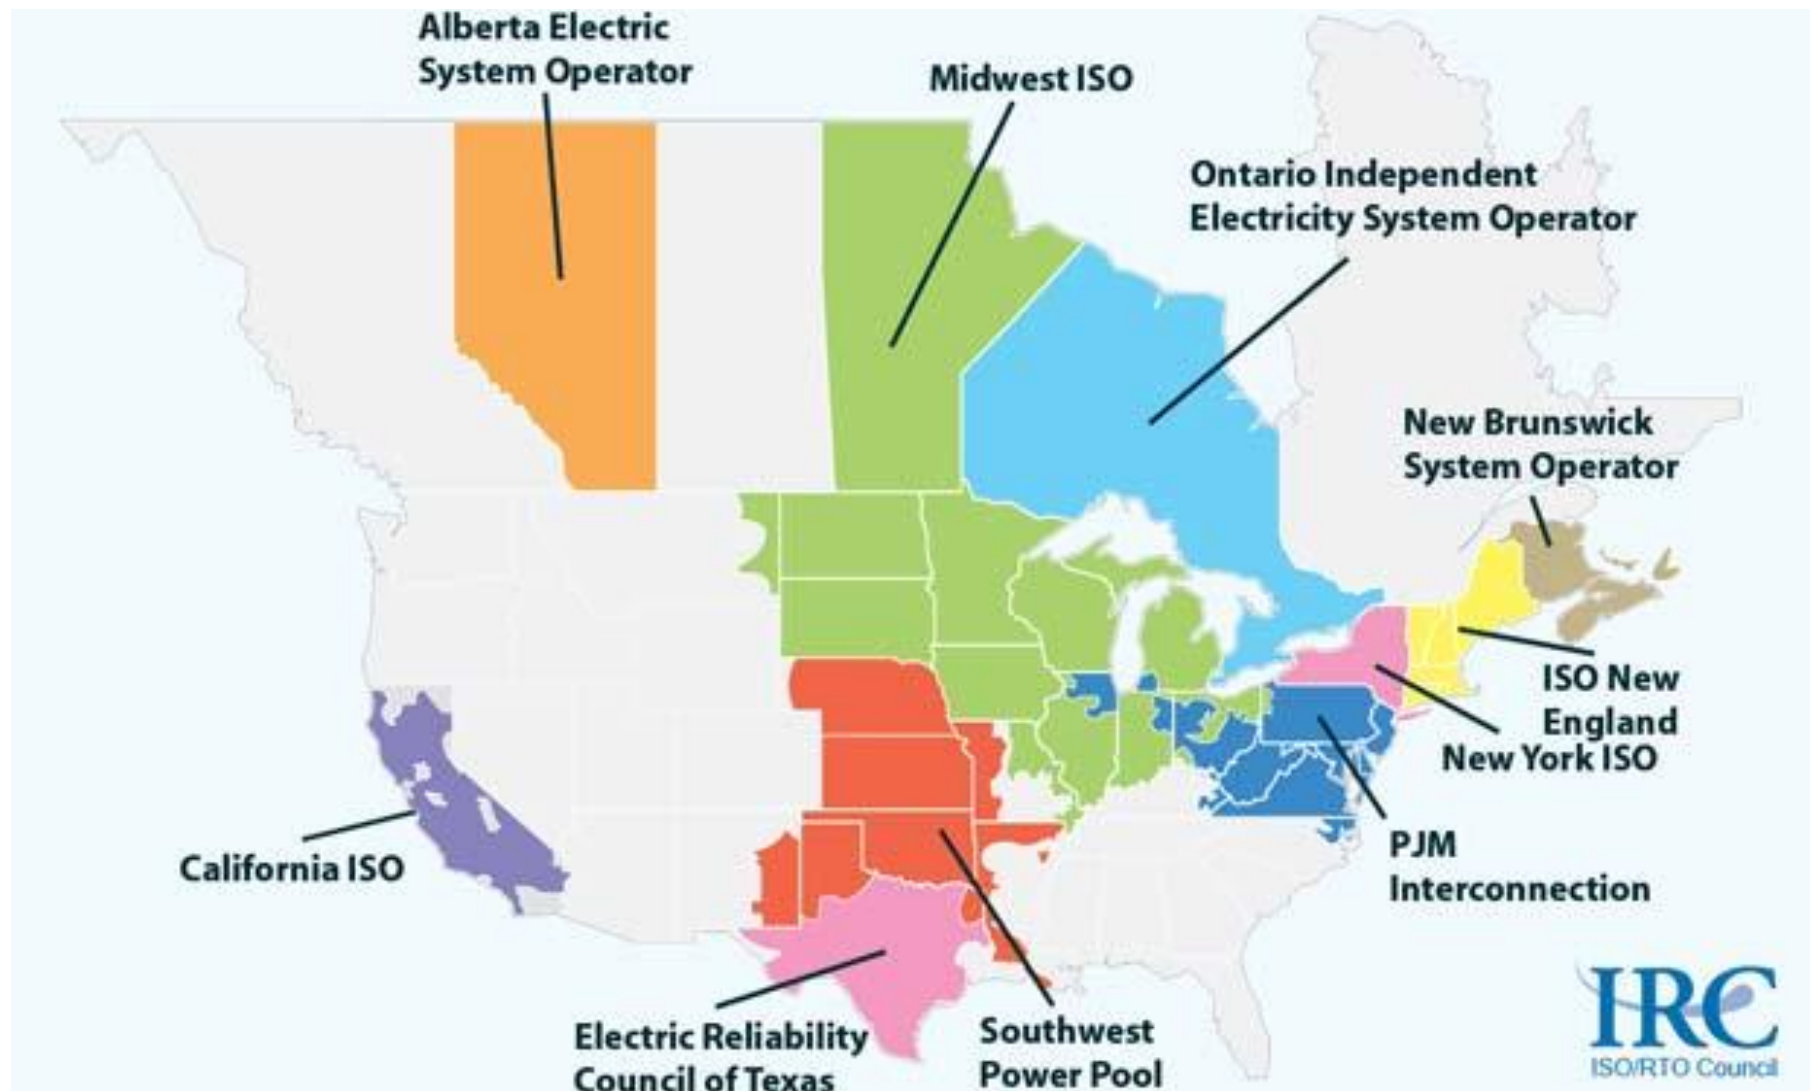 Alberta Electric
System Operator
Midwest ISO
Ontario Independent
Electricity System Operator
New Brunswick
System Operator
ISO New
England
New York ISO
California ISO
PJM
Interconnection
Electric Reliability
Council of Texas
Southwest
Power Pool
IRC
ISO/RTO Council